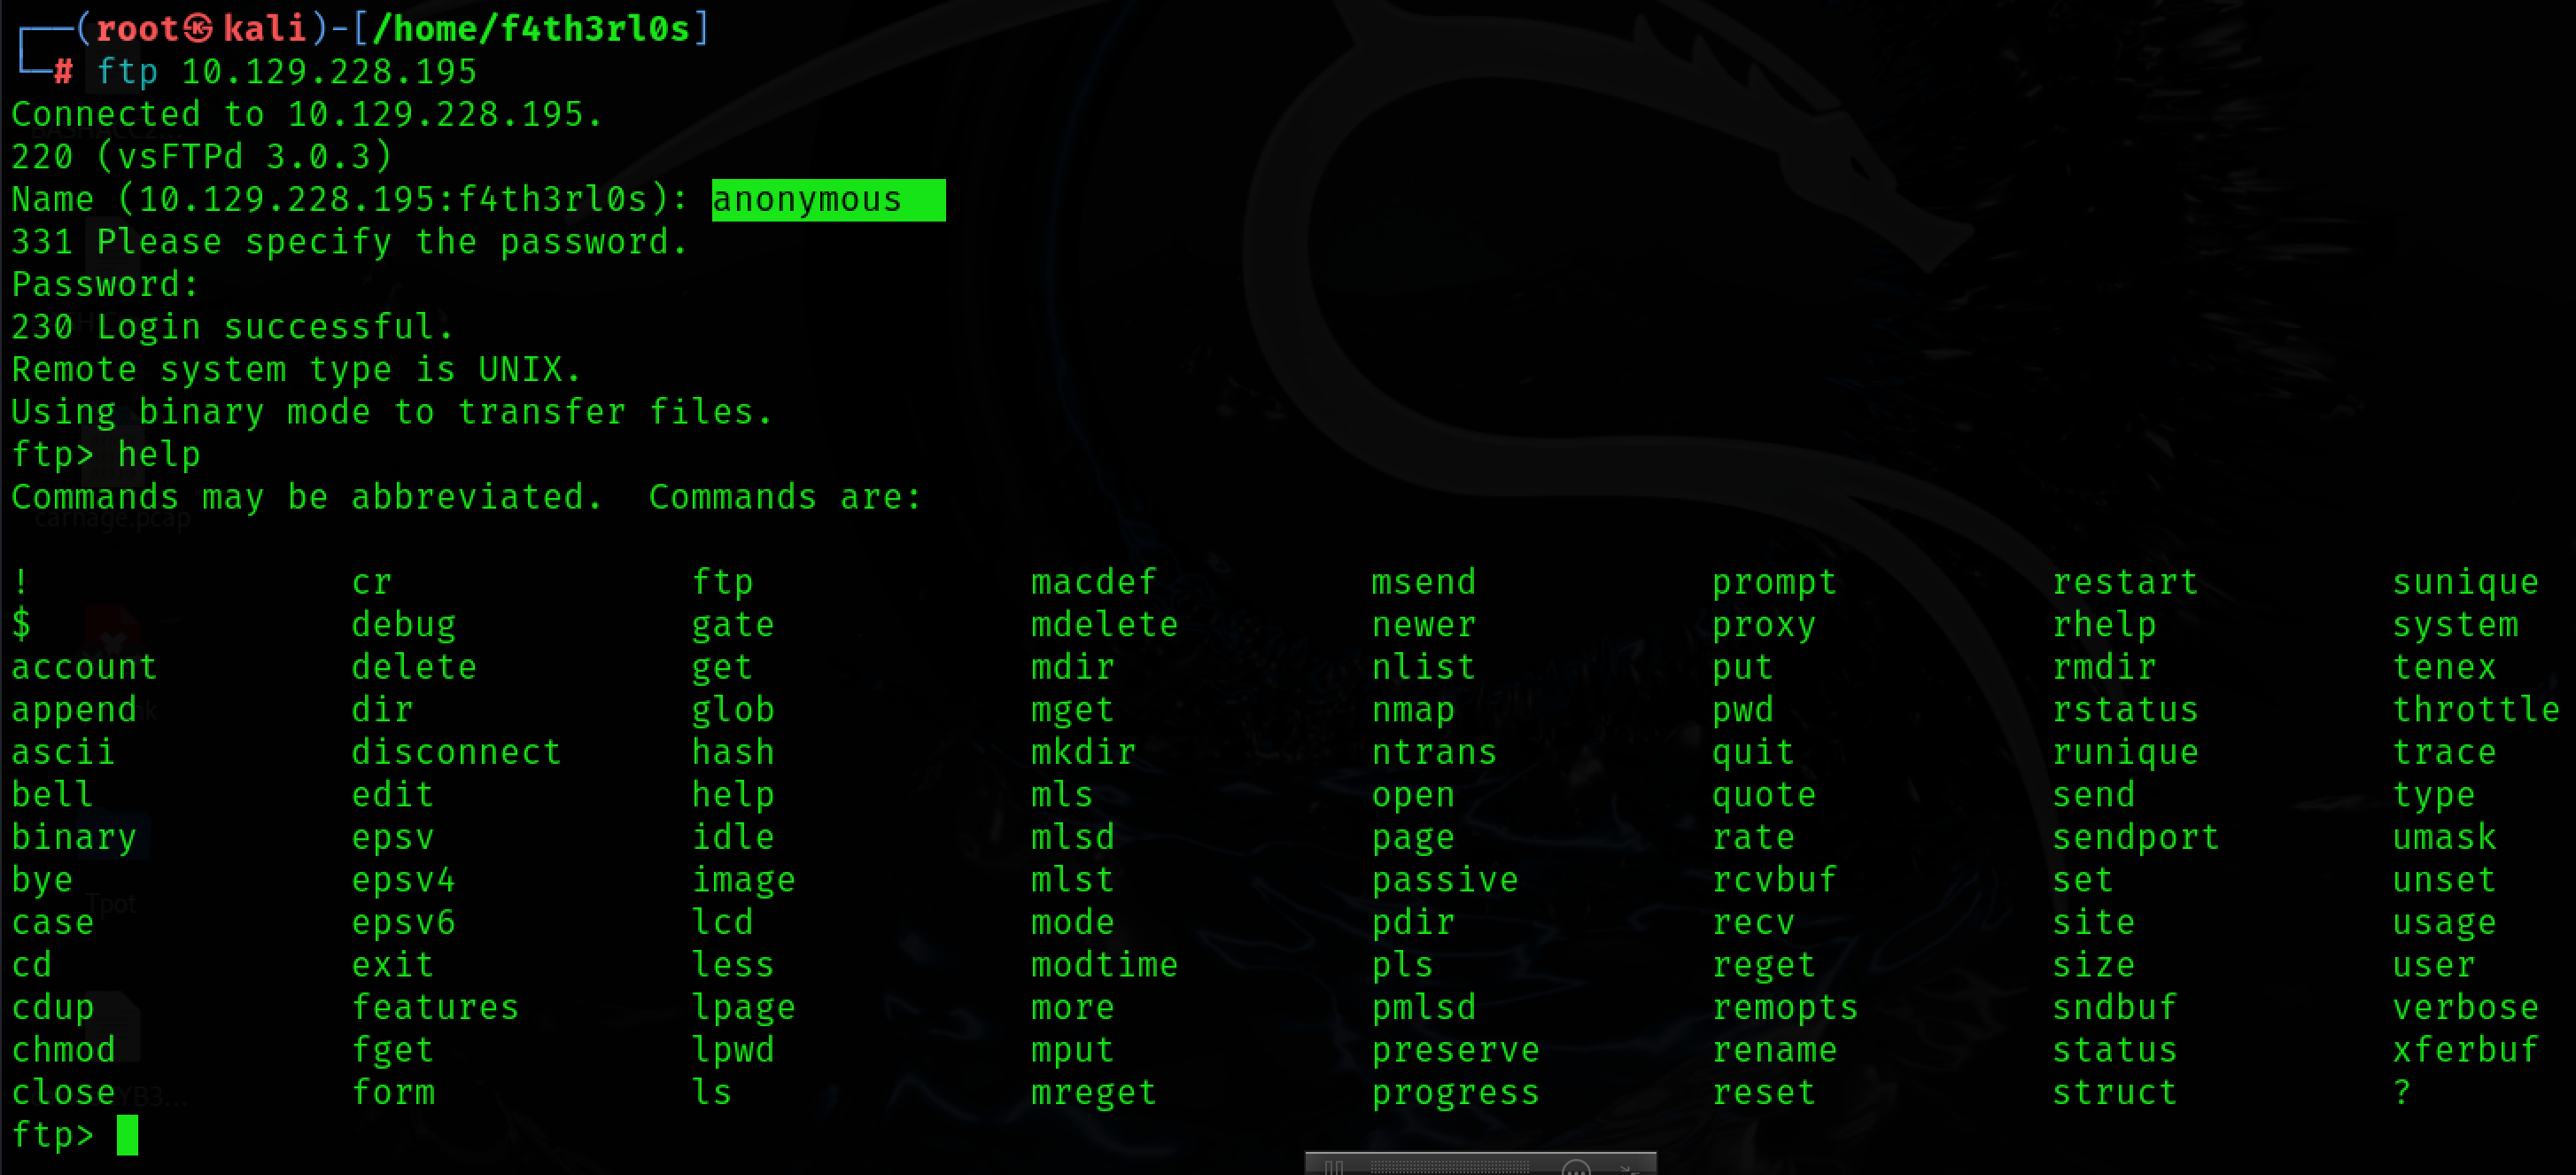 ┌──(root㉿kali)-[/home/f4th3rl0s]
└─# ftp 10.129.228.195
Connected to 10.129.228.195.
220 (vsFTPd 3.0.3)
Name (10.129.228.195:f4th3rl0s): anonymous
331 Please specify the password.
Password:
230 Login successful.
Remote system type is UNIX.
Using binary mode to transfer files.
ftp> help
Commands may be abbreviated.  Commands are:
carnage.pcap
! cr ftp macdef msend prompt restart sunique
$ debug gate mdelete newer proxy rhelp system
account delete get mdir nlist put rmdir tenex
append dir glob mget nmap pwd rstatus throttle
ascii disconnect hash mkdir ntrans quit runique trace
bell edit help mls open quote send type
binary epsv idle mlsd page rate sendport umask
bye epsv4 image mlst passive rcvbuf set unset
Tpot
case epsv6 lcd mode pdir recv site usage
cd exit less modtime pls reget size user
cdup features lpage more pmlsd remopts sndbuf verbose
chmod fget lpwd mput preserve rename status xferbuf
close form ls mreget progress reset struct ?
ftp>